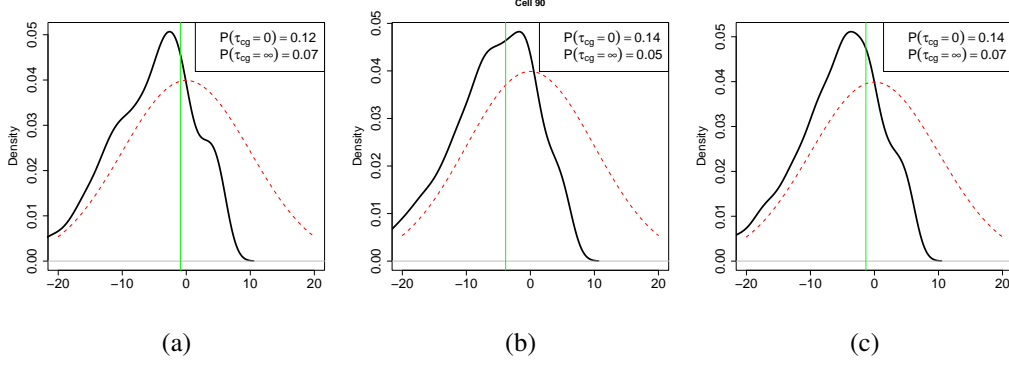 Cell 90
P(τcg = 0) = 0.12
P(τcg = ∞) = 0.07
Density
0.00 0.01 0.02 0.03 0.04 0.05
−20 −10 0 10 20
(a)
P(τcg = 0) = 0.14
P(τcg = ∞) = 0.05
Density
0.00 0.01 0.02 0.03 0.04 0.05
−20 −10 0 10 20
(b)
P(τcg = 0) = 0.14
P(τcg = ∞) = 0.07
Density
0.00 0.01 0.02 0.03 0.04 0.05
−20 −10 0 10 20
(c)